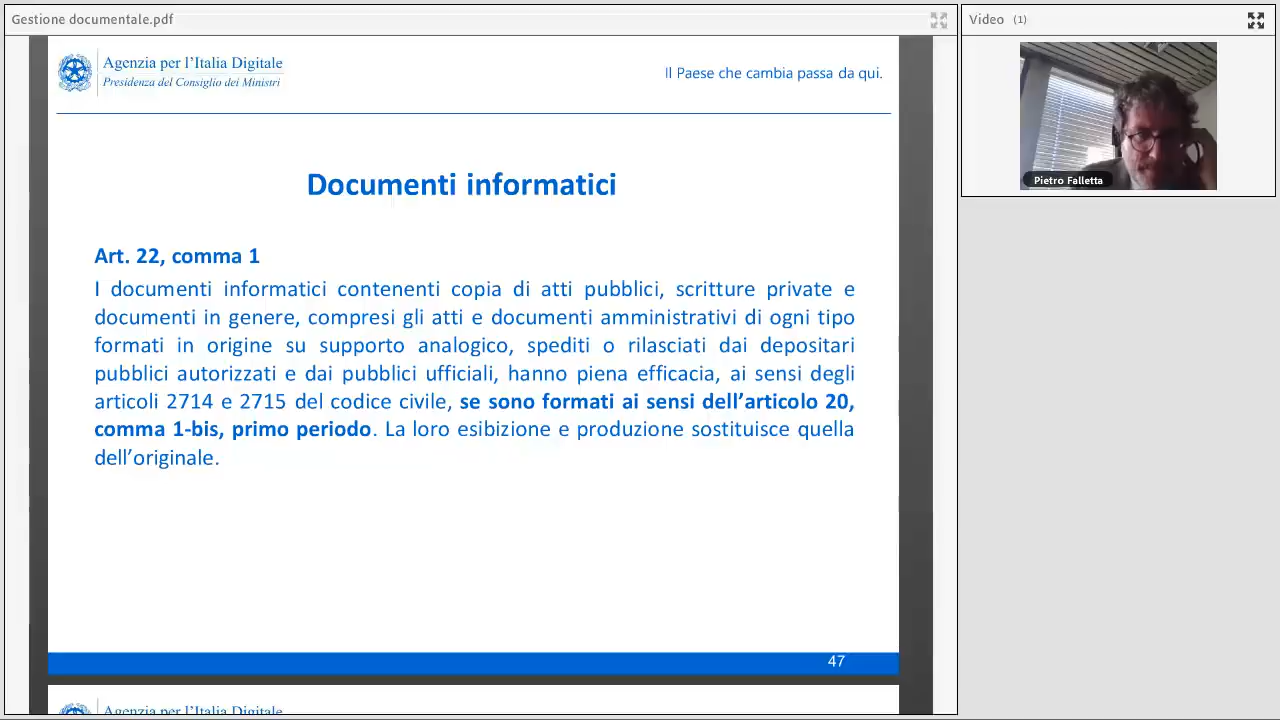 Gestione documentale.pdf
Video (1)
Agenzia per l'Italia Digitale
Presidenza del Consiglio dei Ministri
Il Paese che cambia passa da qui.
Pietro Falletta
Documenti informatici
Art. 22, comma 1
I documenti informatici contenenti copia di atti pubblici, scritture private e
documenti in genere, compresi gli atti e documenti amministrativi di ogni tipo
formati in origine su supporto analogico, spediti o rilasciati dai depositari
pubblici autorizzati e dai pubblici ufficiali, hanno piena efficacia, ai sensi degli
articoli 2714 e 2715 del codice civile, se sono formati ai sensi dell'articolo 20,
comma 1-bis, primo periodo. La loro esibizione e produzione sostituisce quella
dell'originale.
47
Agenzia per l'Italia Digitale